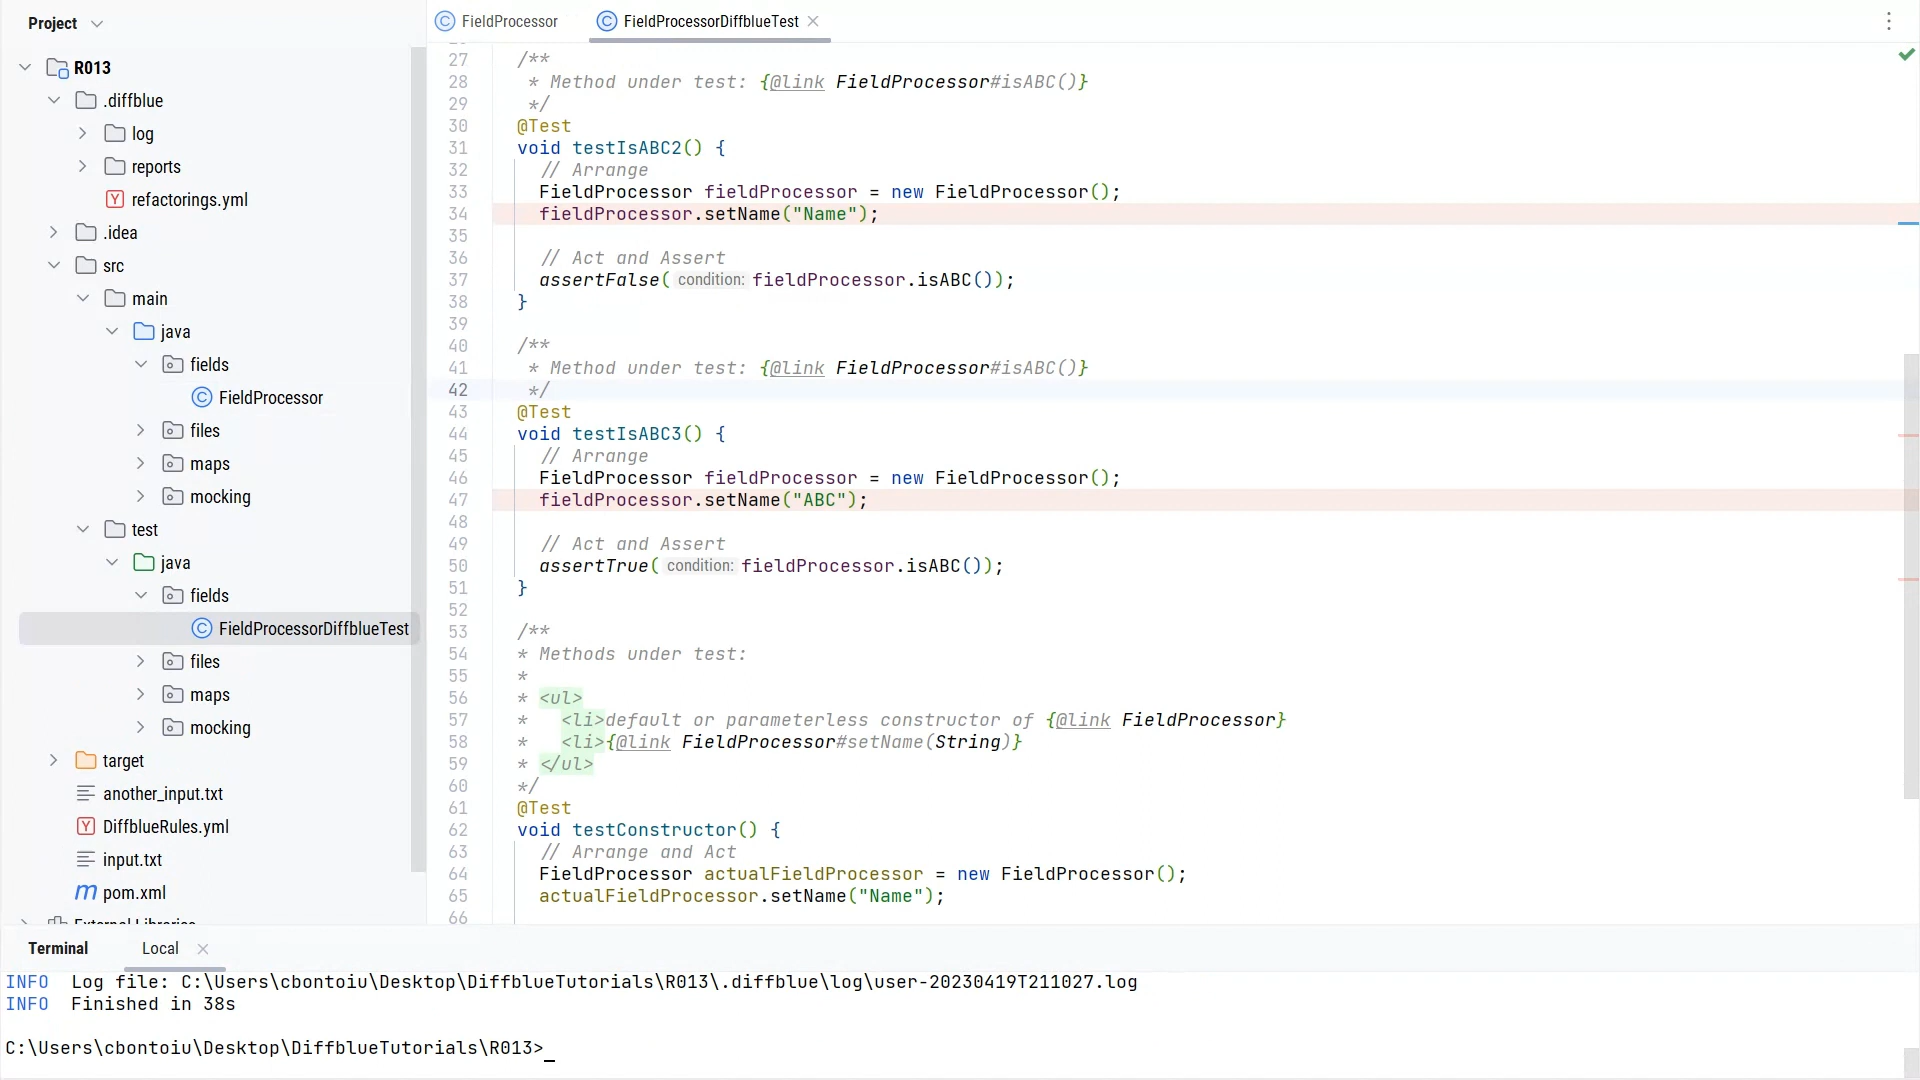 Project
R013
.diffblue
log
reports
refactorings.yml
.idea
src
main
java
fields
FieldProcessor
files
maps
mocking
test
java
fields
FieldProcessorDiffblueTest
files
maps
mocking
target
another_input.txt
DiffblueRules.yml
input.txt
pom.xml
External Libraries
FieldProcessor
FieldProcessorDiffblueTest
27 /**
28 * Method under test: {@link FieldProcessor#isABC()}
29 */
30 @Test
31 void testIsABC2() {
32 // Arrange
33 FieldProcessor fieldProcessor = new FieldProcessor();
34 fieldProcessor.setName("Name");
35
36 // Act and Assert
37 assertFalse( condition: fieldProcessor.isABC());
38 }
39
40 /**
41 * Method under test: {@link FieldProcessor#isABC()}
42 */
43 @Test
44 void testIsABC3() {
45 // Arrange
46 FieldProcessor fieldProcessor = new FieldProcessor();
47 fieldProcessor.setName("ABC");
48
49 // Act and Assert
50 assertTrue( condition: fieldProcessor.isABC());
51 }
52
53 /**
54 * Methods under test:
55 *
56 * <ul>
57 * <li>default or parameterless constructor of {@link FieldProcessor}
58 * <li>{@link FieldProcessor#setName(String)}
59 * </ul>
60 */
61 @Test
62 void testConstructor() {
63 // Arrange and Act
64 FieldProcessor actualFieldProcessor = new FieldProcessor();
65 actualFieldProcessor.setName("Name");
66
Terminal Local
INFO Log file: C:\Users\cbontoiu\Desktop\DiffblueTutorials\R013\.diffblue\log\user-20230419T211027.log
INFO Finished in 38s
C:\Users\cbontoiu\Desktop\DiffblueTutorials\R013>_